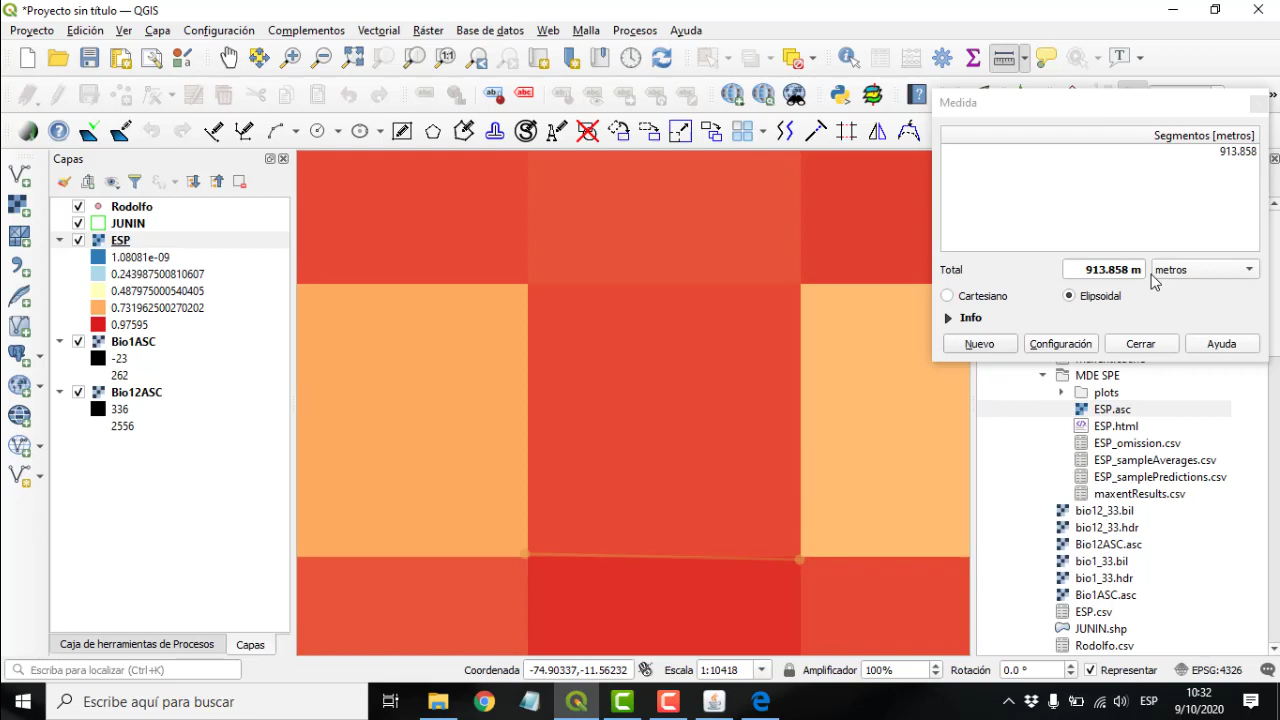 *Proyecto sin título — QGIS
Proyecto Edición Ver Capa Configuración Complementos Vectorial Ráster Base de datos Web Malla Procesos Ayuda
Capas
Rodolfo
JUNIN
ESP
1.08081e-09
0.243987500810607
0.487975000540405
0.731962500270202
0.97595
Bio1ASC
-23
262
Bio12ASC
336
2556
Caja de herramientas de Procesos Capas
Medida
Segmentos [metros]
913.858
Total 913.858 m metros
Cartesiano Elipsoidal
Info
Nuevo Configuración Cerrar Ayuda
MDE SPE
plots
ESP.asc
ESP.html
ESP_omission.csv
ESP_sampleAverages.csv
ESP_samplePredictions.csv
maxentResults.csv
bio12_33.bil
bio12_33.hdr
Bio12ASC.asc
bio1_33.bil
bio1_33.hdr
Bio1ASC.asc
ESP.csv
JUNIN.shp
Rodolfo.csv
Escriba para localizar (Ctrl+K) Coordenada -74.90337,-11.56232 Escala 1:10418 Amplificador 100% Rotación 0.0 ° Representar EPSG:4326
Escribe aquí para buscar
ESP
10:32
9/10/2020